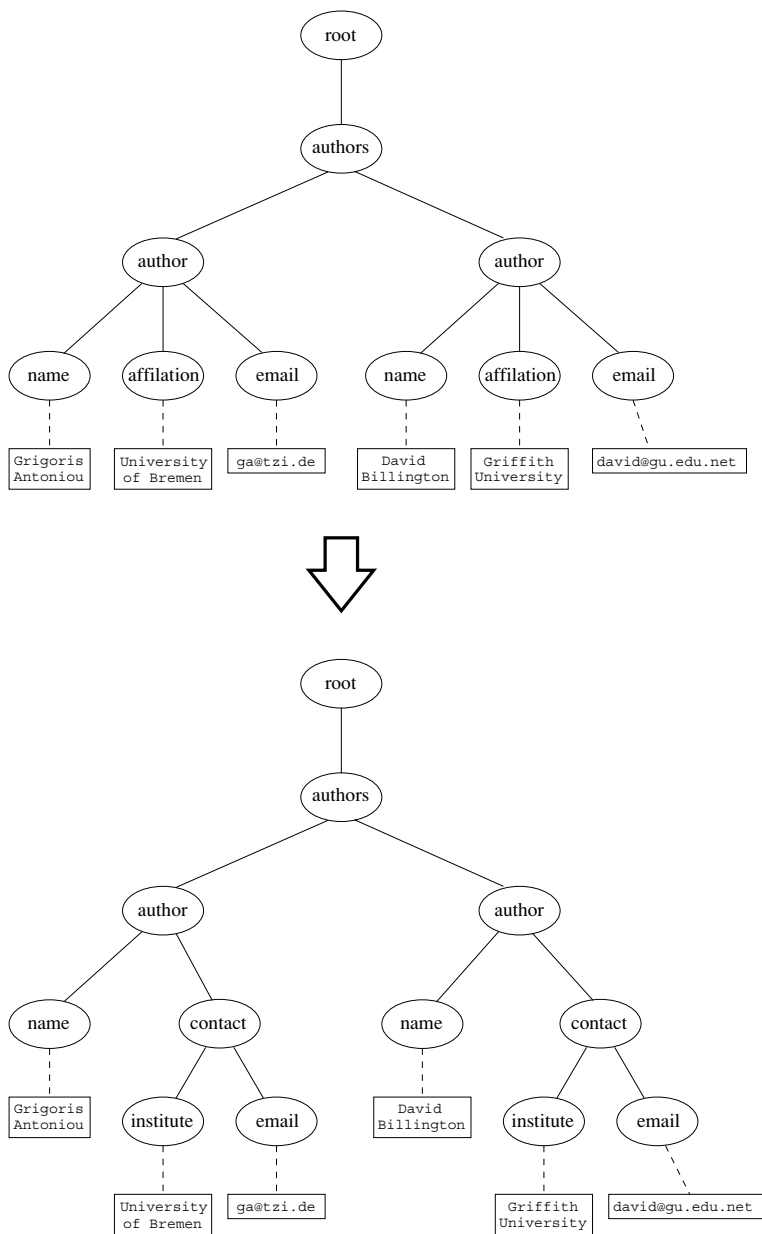 root
authors
author
author
name
affilation
email
name
affilation
email
Grigoris
Antoniou
University
of Bremen
ga@tzi.de
David
Billington
Griffith
University
david@gu.edu.net
root
authors
author
author
name
contact
name
contact
Grigoris
Antoniou
institute
email
David
Billington
institute
email
University
of Bremen
ga@tzi.de
Griffith
University
david@gu.edu.net